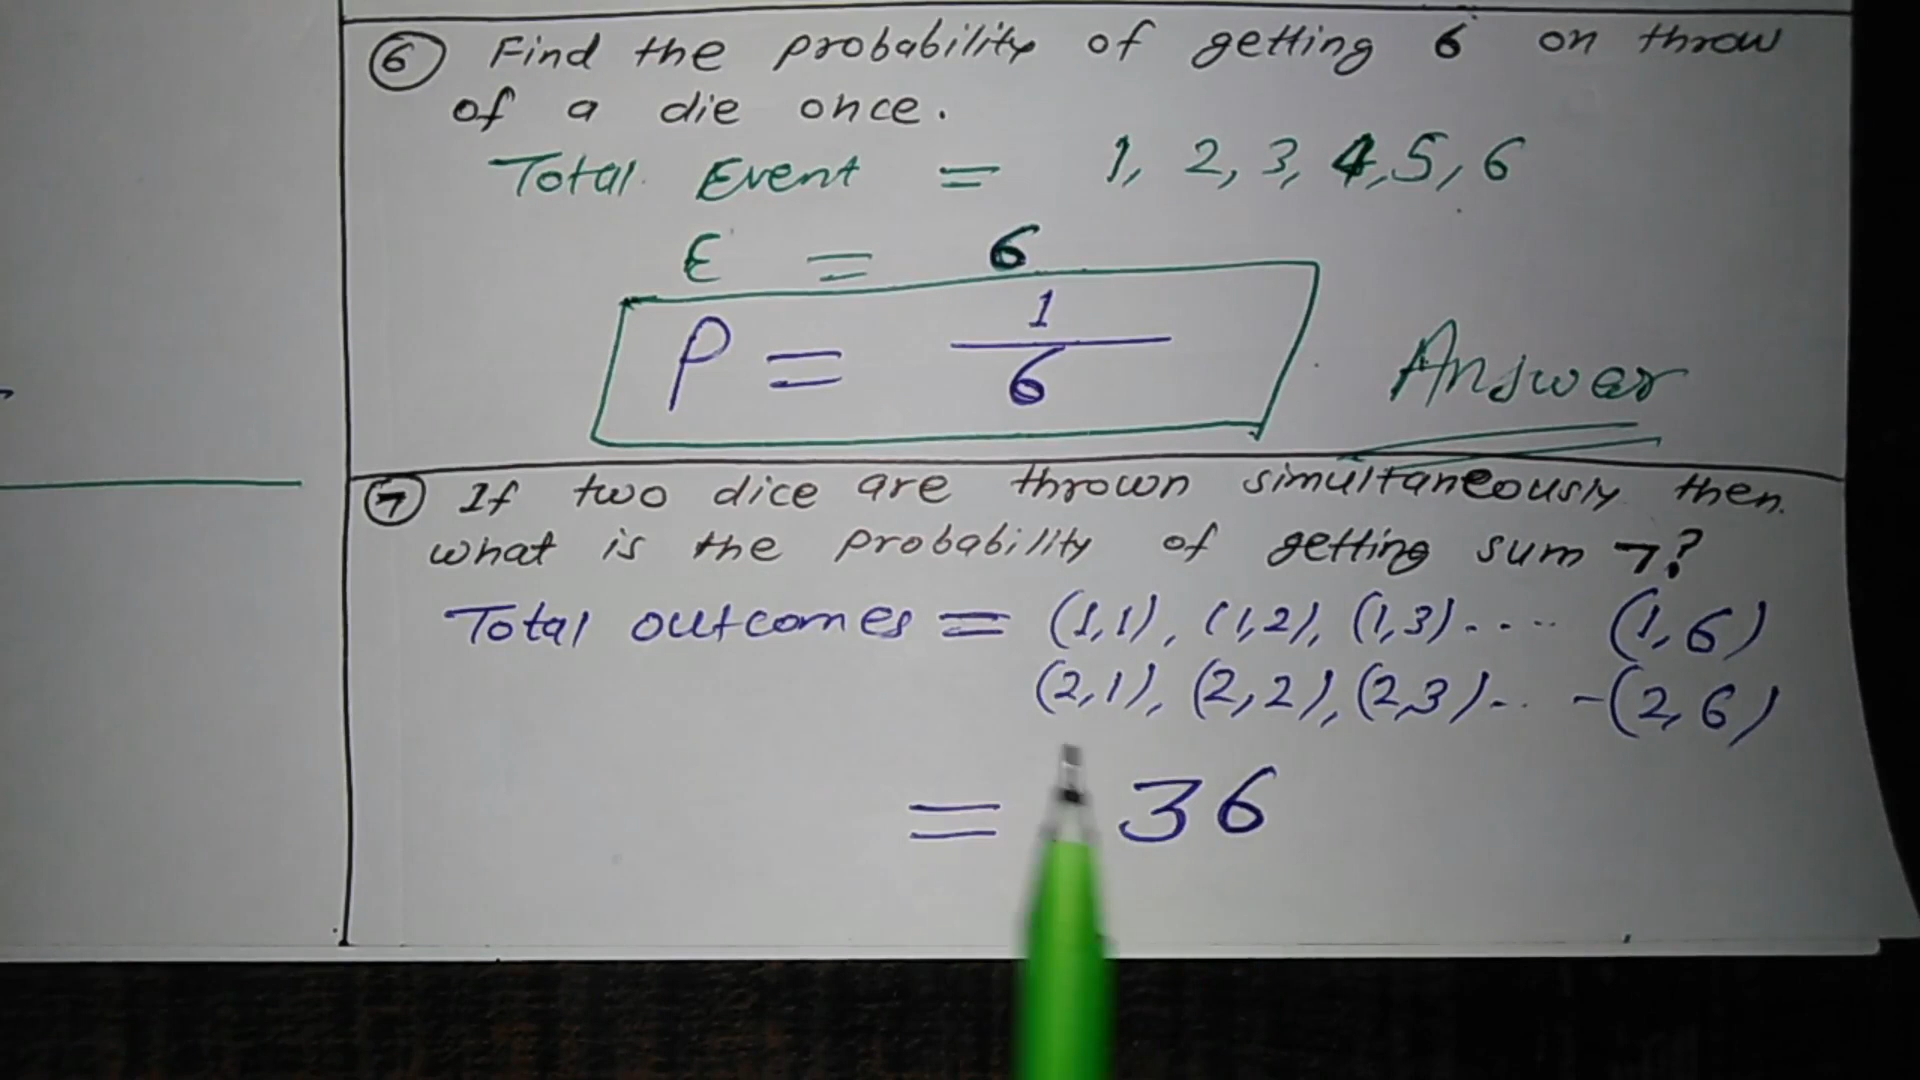 6 Find the probability of getting 6 on throw
of a die once.
Total Event = 1, 2, 3, 4, 5, 6
E = 6
P = 1/6 Answer
7 If two dice are thrown simultaneously then
what is the probability of getting sum 7?
Total outcomes = (1,1), (1,2), (1,3).... (1,6)
(2,1), (2,2), (2,3)... -(2,6)
= 36